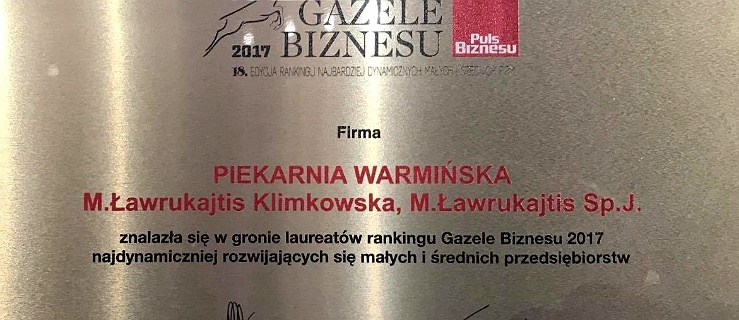 GAZELE
2017 BIZNESU
Puls
Biznesu
18. EDYCJA RANKINGU NAJBARDZIEJ DYNAMICZNYCH MAŁYCH I ŚREDNICH FIRM
Firma
PIEKARNIA WARMIŃSKA
M.Ławrukajtis Klimkowska, M.Ławrukajtis Sp.J.
znalazła się w gronie laureatów rankingu Gazele Biznesu 2017
najdynamiczniej rozwijających się małych i średnich przedsiębiorstw